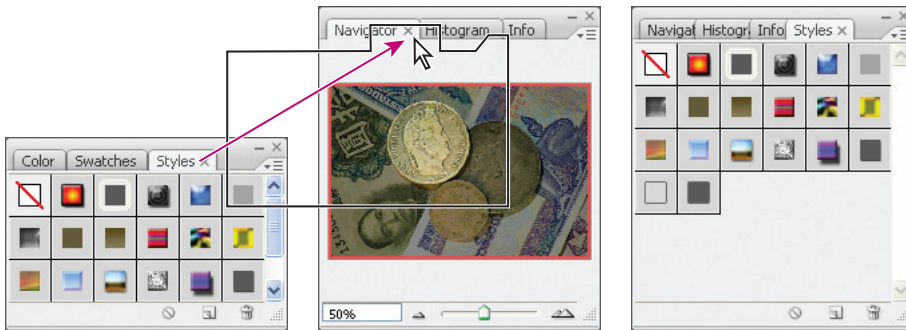 Color Swatches Styles
Navigator Histogram Info
50%
Navigat Histogra Info Styles